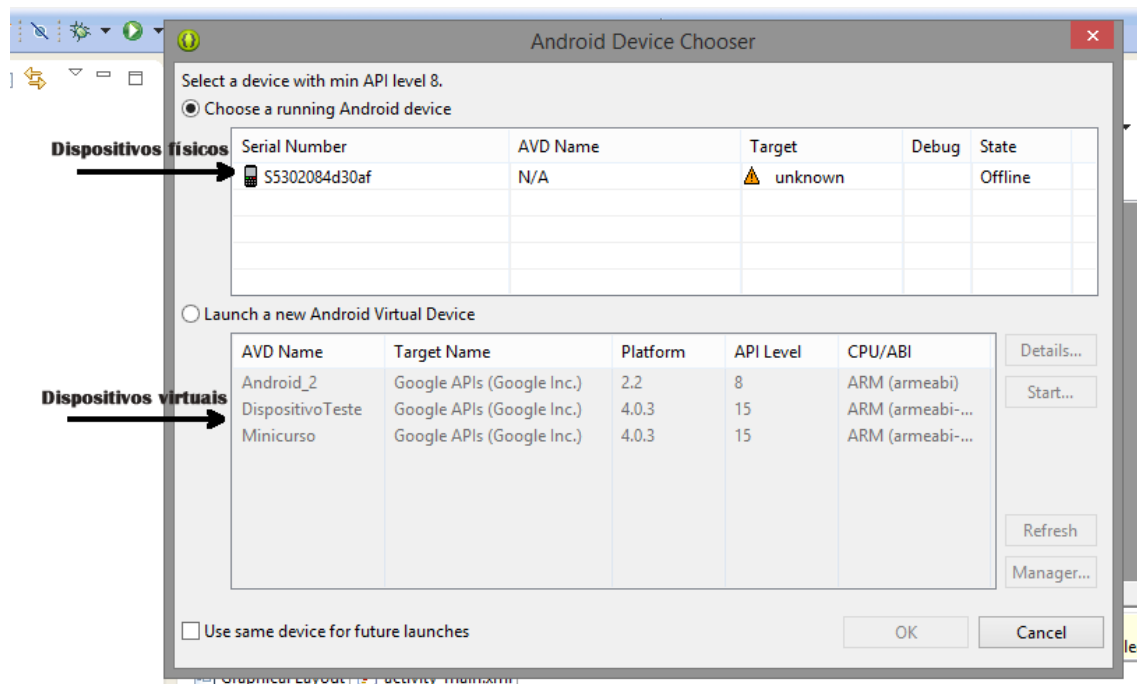 Android Device Chooser
Select a device with min API level 8.
Choose a running Android device
Dispositivos físicos
Serial Number AVD Name Target Debug State
S5302084d30af N/A unknown Offline
Launch a new Android Virtual Device
AVD Name Target Name Platform API Level CPU/ABI Details...
Android_2 Google APIs (Google Inc.) 2.2 8 ARM (armeabi)
Start...
Dispositivos virtuais
DispositivoTeste Google APIs (Google Inc.) 4.0.3 15 ARM (armeabi-...
Minicurso Google APIs (Google Inc.) 4.0.3 15 ARM (armeabi-...
Refresh
Manager...
Use same device for future launches OK Cancel
Graphical Layout activity_main.xml